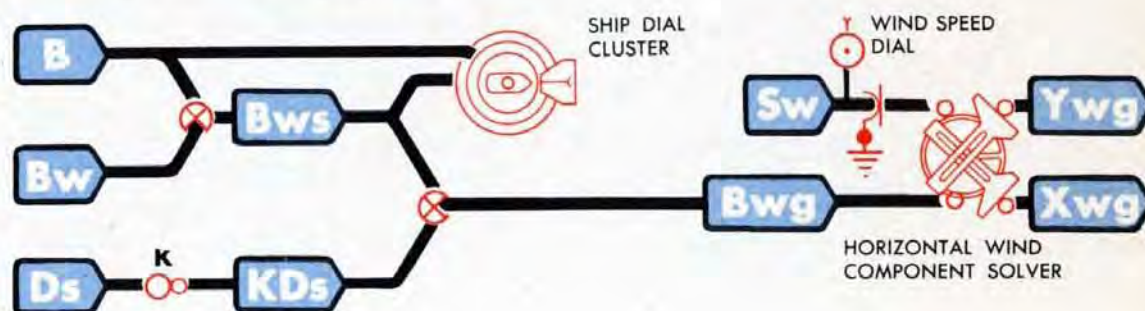 B
SHIP DIAL
CLUSTER
WIND SPEED
DIAL
Bws
Sw
Ywg
Bw
Bwg
Xwg
K
Ds
KDs
HORIZONTAL WIND
COMPONENT SOLVER